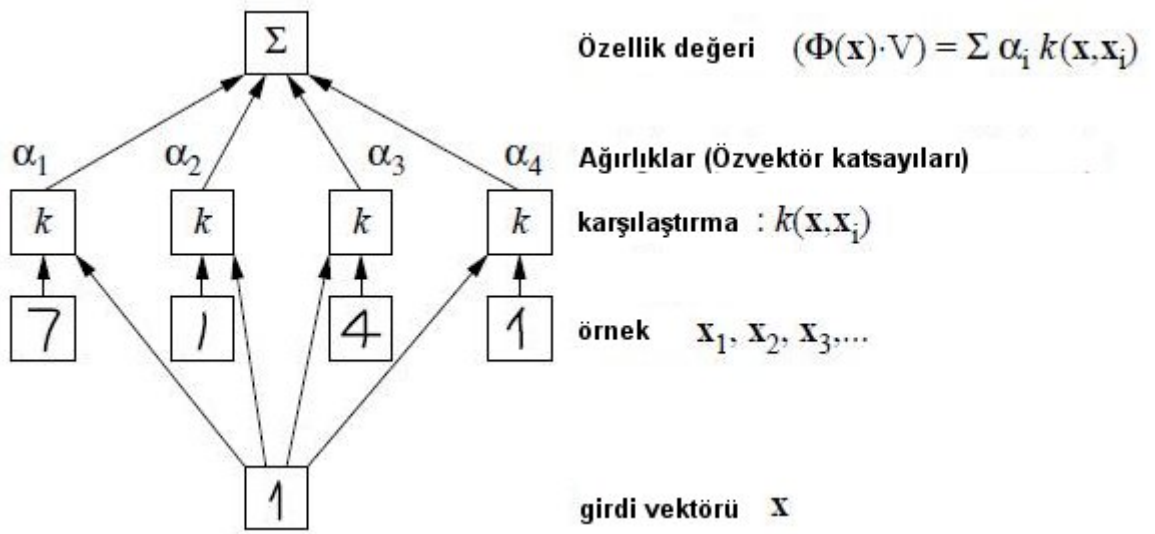 Σ Özellik değeri (Φ(x)·V) = Σ αᵢ k(x,xᵢ)
α₁ α₂ α₃ α₄ Ağırlıklar (Özvektör katsayıları)
k k k k karşılaştırma : k(x,xᵢ)
7 1 4 1 örnek x₁, x₂, x₃,...
1 girdi vektörü x